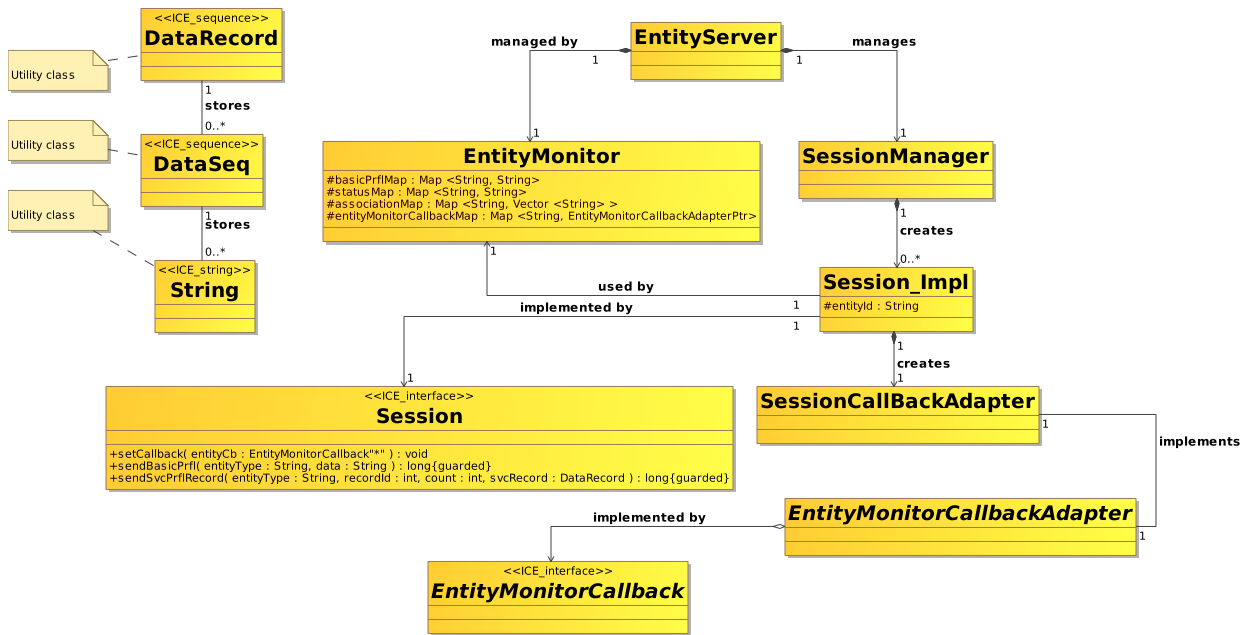 <<ICE_sequence>>
DataRecord
Utility class
1
stores
0..*
<<ICE_sequence>>
DataSeq
Utility class
1
stores
0..*
<<ICE_string>>
String
Utility class
EntityServer
managed by
1
1
manages
1
1
EntityMonitor
#basicPrflMap : Map <String, String>
#statusMap : Map <String, String>
#associationMap : Map <String, Vector <String> >
#entityMonitorCallbackMap : Map <String, EntityMonitorCallbackAdapterPtr>
SessionManager
1
creates
0..*
Session_Impl
#entityId : String
1
used by
1
implemented by
1
1
1
creates
1
<<ICE_interface>>
Session
+setCallback( entityCb : EntityMonitorCallback"*" ) : void
+sendBasicPrfl( entityType : String, data : String ) : long{guarded}
+sendSvcPrflRecord( entityType : String, recordId : int, count : int, svcRecord : DataRecord ) : long{guarded}
SessionCallBackAdapter
1
implements
1
EntityMonitorCallbackAdapter
implemented by
<<ICE_interface>>
EntityMonitorCallback